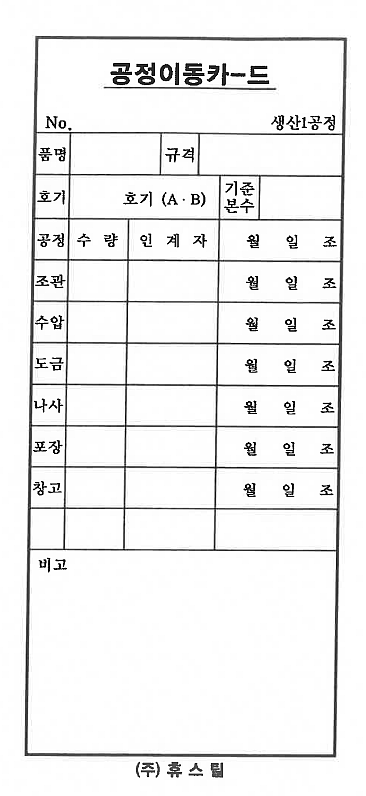 공정이동카-드
No. 생산1공정
품명 규격
호기 호기 (A·B) 기준
본수
공정 수 량 인 계 자 월 일 조
조관 월 일 조
수압 월 일 조
도금 월 일 조
나사 월 일 조
포장 월 일 조
창고 월 일 조
비고
(주) 휴 스 틸